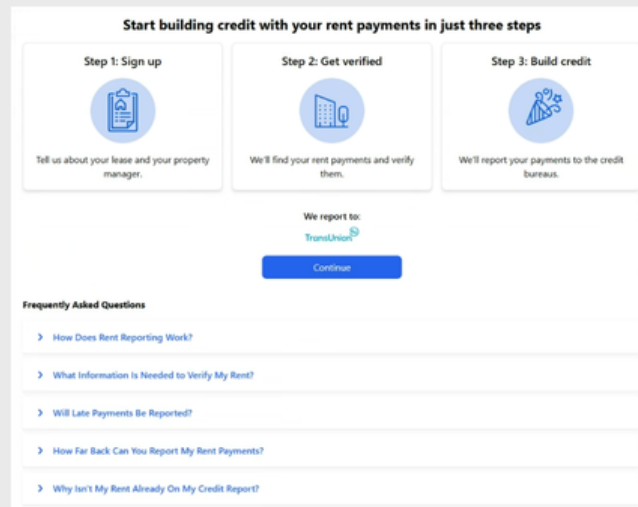 Start building credit with your rent payments in just three steps
Step 1: Sign up
Tell us about your lease and your property
manager.
Step 2: Get verified
We'll find your rent payments and verify
them.
Step 3: Build credit
We'll report your payments to the credit
bureaus.
We report to:
TransUnion
Continue
Frequently Asked Questions
How Does Rent Reporting Work?
What Information Is Needed to Verify My Rent?
Will Late Payments Be Reported?
How Far Back Can You Report My Rent Payments?
Why Isn't My Rent Already On My Credit Report?